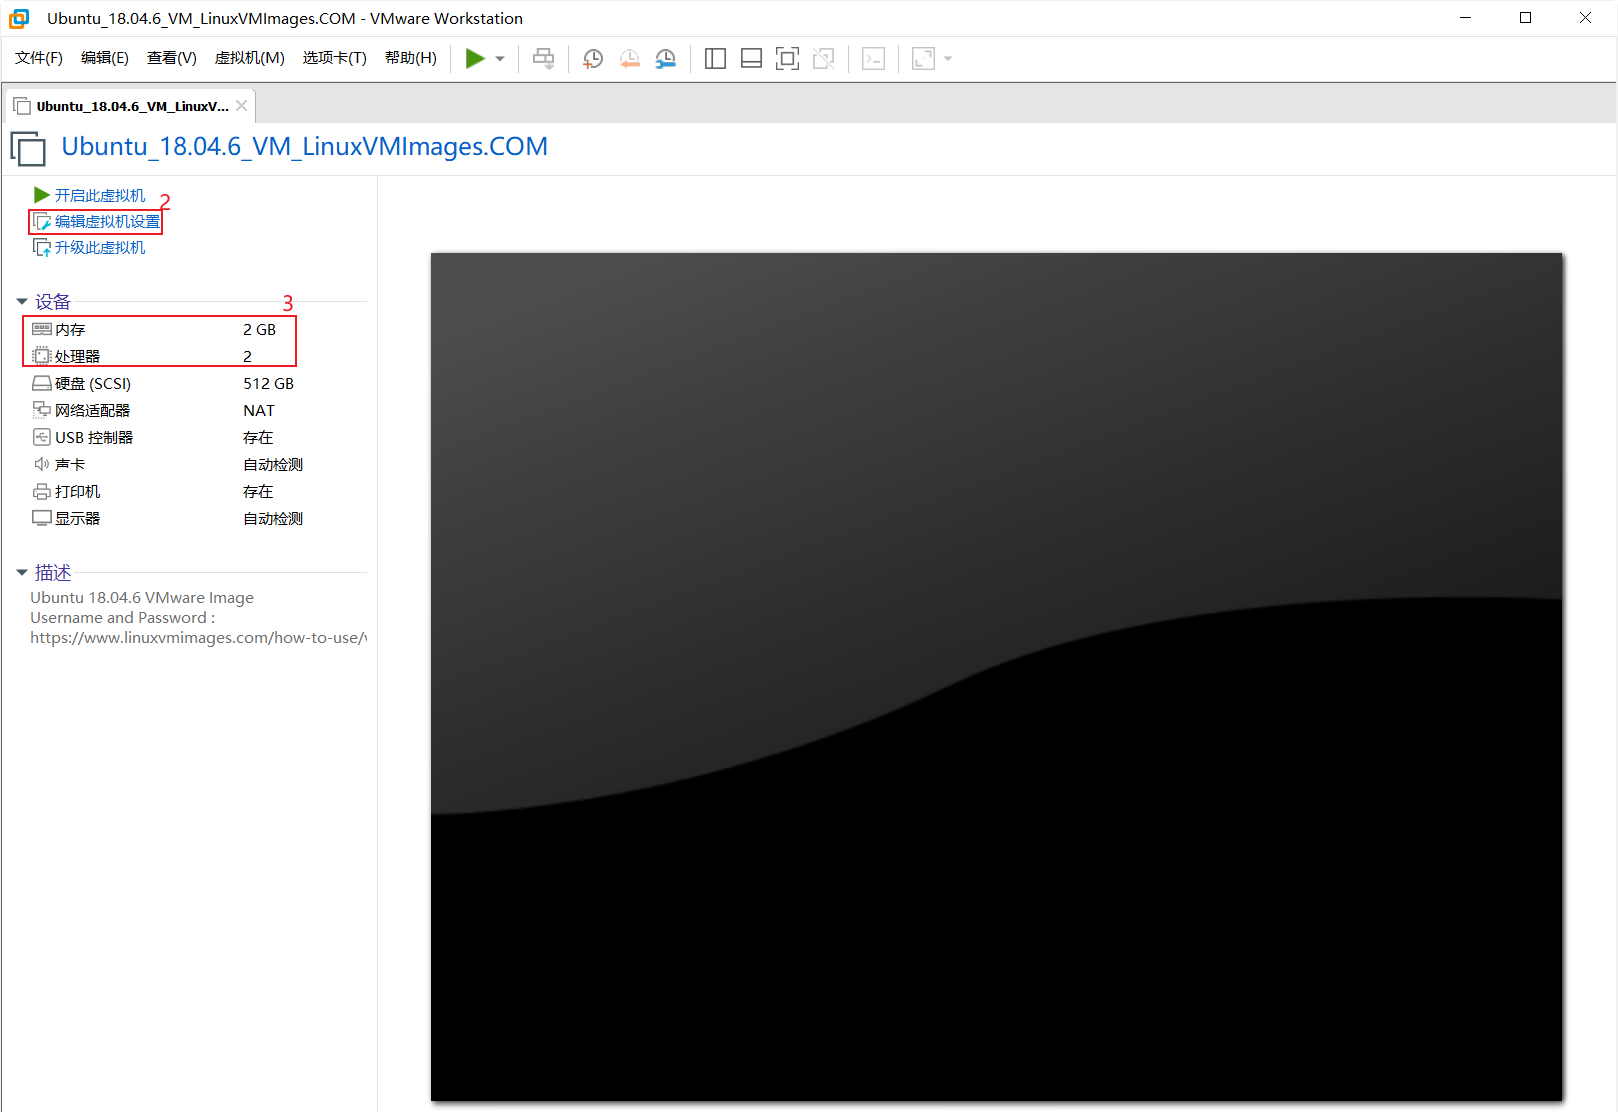 Ubuntu_18.04.6_VM_LinuxVMImages.COM - VMware Workstation
文件(F) 编辑(E) 查看(V) 虚拟机(M) 选项卡(T) 帮助(H)
Ubuntu_18.04.6_VM_LinuxV...
Ubuntu_18.04.6_VM_LinuxVMImages.COM
开启此虚拟机
2
编辑虚拟机设置
升级此虚拟机
设备
3
内存 2 GB
处理器 2
硬盘 (SCSI) 512 GB
网络适配器 NAT
USB 控制器 存在
声卡 自动检测
打印机 存在
显示器 自动检测
描述
Ubuntu 18.04.6 VMware Image
Username and Password :
https://www.linuxvmimages.com/how-to-use/